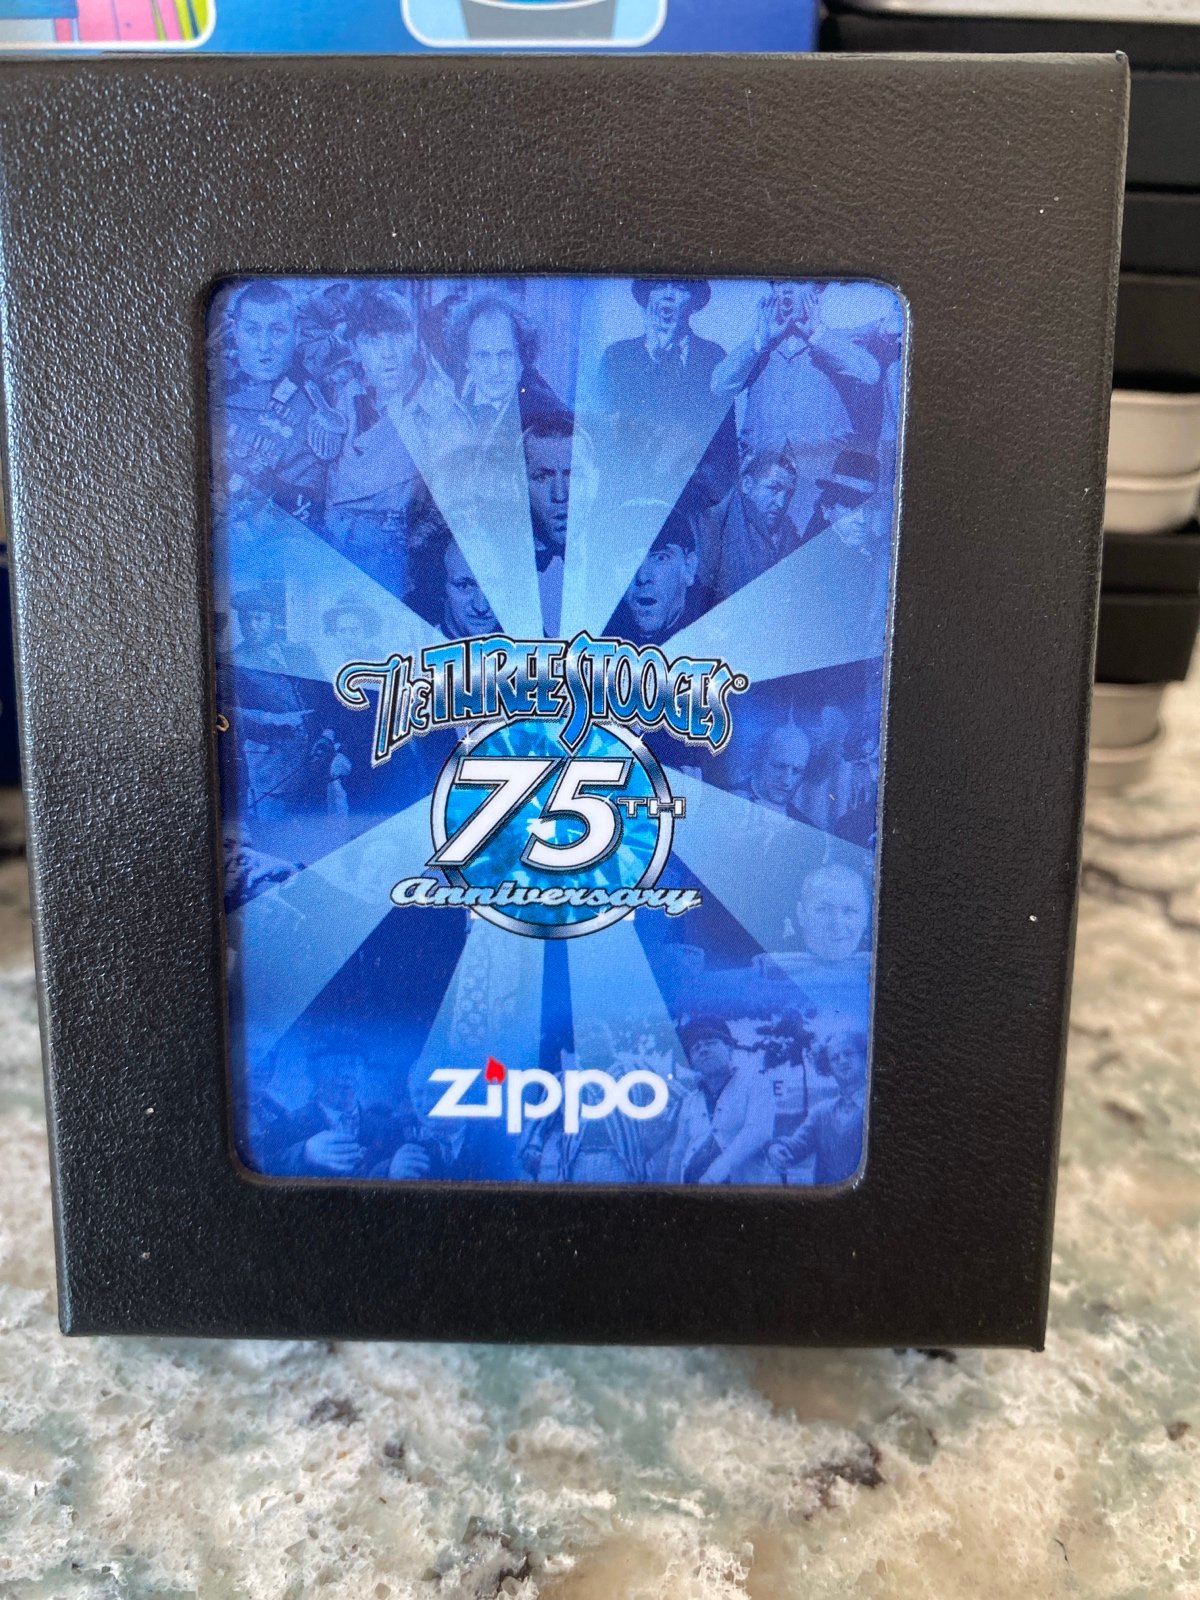 The THREE STOOGES®
75TH
Anniversary
E
zippo